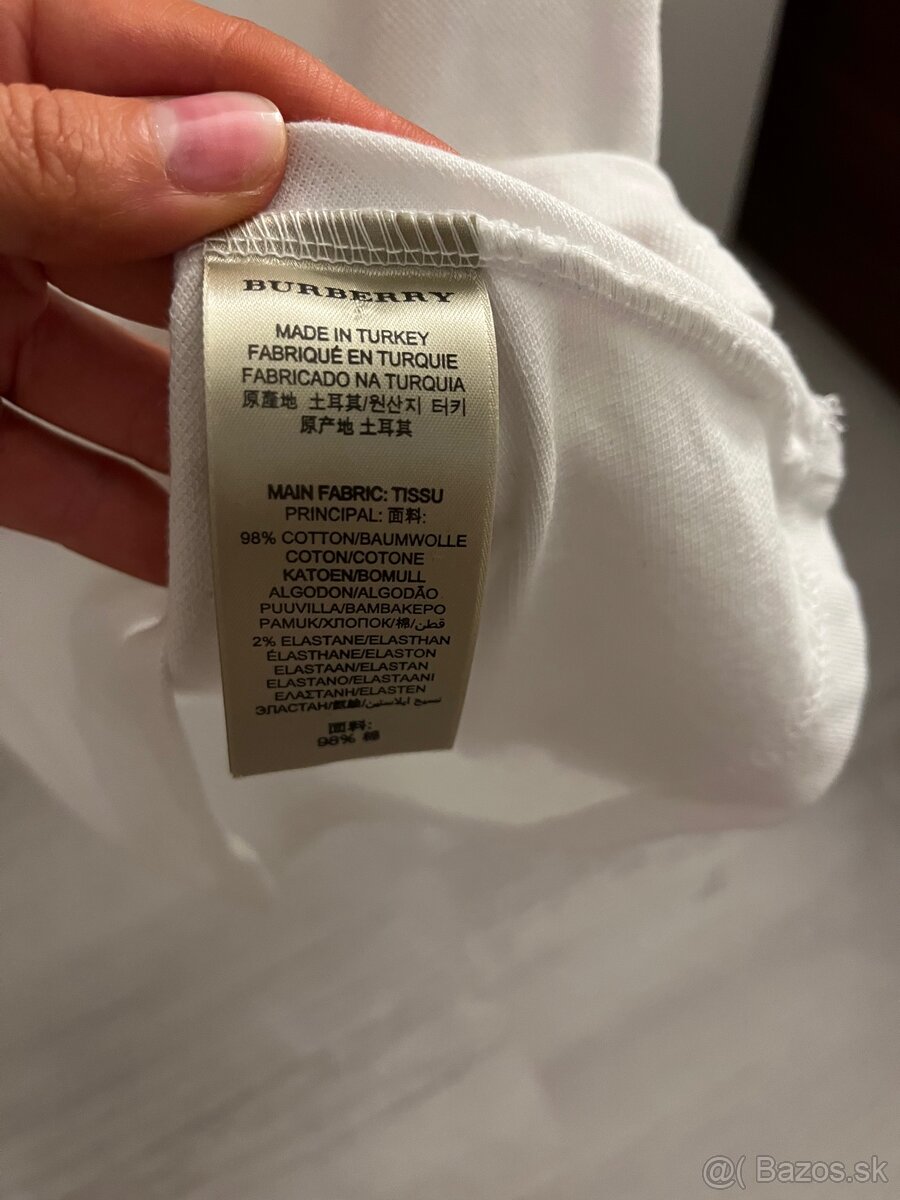 BURBERRY
MADE IN TURKEY
FABRIQUÉ EN TURQUIE
FABRICADO NA TURQUIA
原產地 土耳其/원산지 터키
原产地 土耳其
MAIN FABRIC: TISSU
PRINCIPAL: 面料:
98% COTTON/BAUMWOLLE
COTON/COTONE
KATOEN/BOMULL
ALGODON/ALGODÃO
PUUVILLA/BAMBAKEPO
PAMUK/ХЛОПОК/棉/قطن
2% ELASTANE/ELASTHAN
ÉLASTHANE/ELASTON
ELASTAAN/ELASTAN
ELASTANO/ELASTAANI
ΕΛΑΣΤΑΝΗ/ELASTEN
ЭЛАСТАН/氨綸/نسيج ايلاستين
面料:
98% 棉
@( Bazos.sk